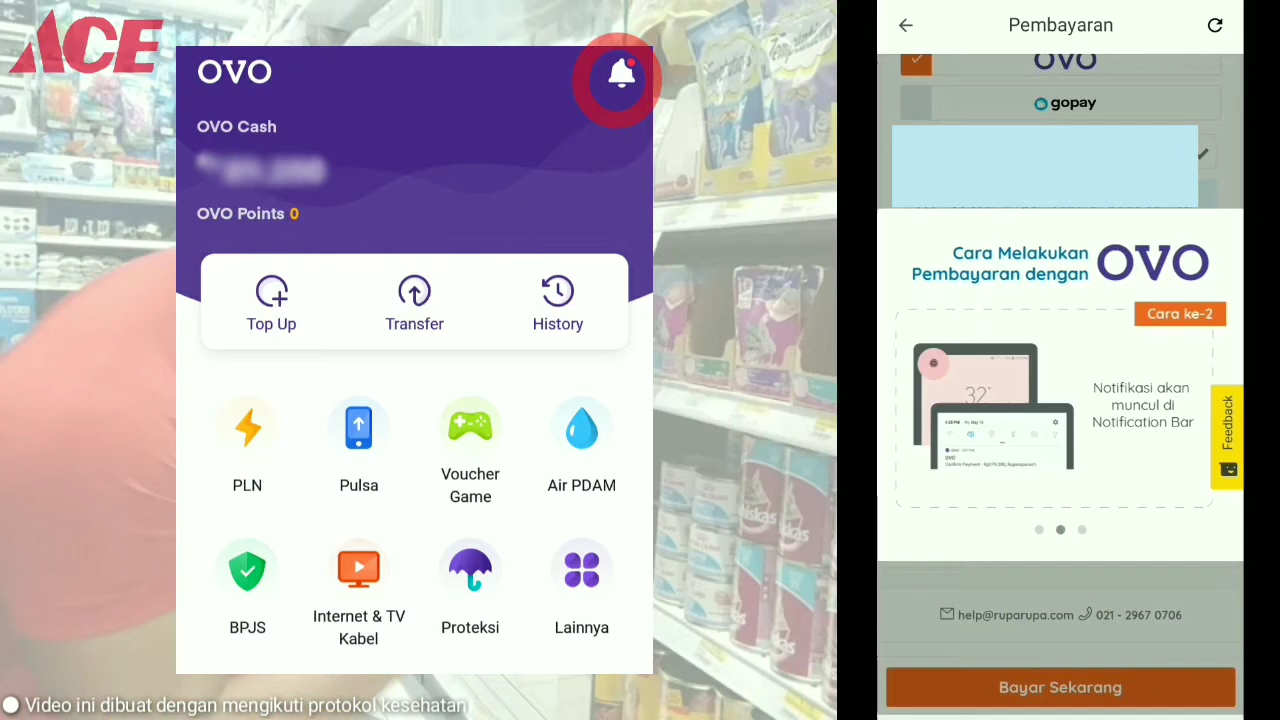 ACE
OVO
OVO Cash
OVO Points 0
Top Up
Transfer
History
PLN
Pulsa
Voucher
Game
Air PDAM
BPJS
Internet & TV
Kabel
Proteksi
Lainnya
Video ini dibuat dengan mengikuti protokol kesehatan
Pembayaran
OVO
gopay
Cara Melakukan
Pembayaran dengan
OVO
Cara ke-2
32°
Notifikasi akan
muncul di
Notification Bar
OVO
Feedback
help@ruparupa.com 021 - 2967 0706
Bayar Sekarang